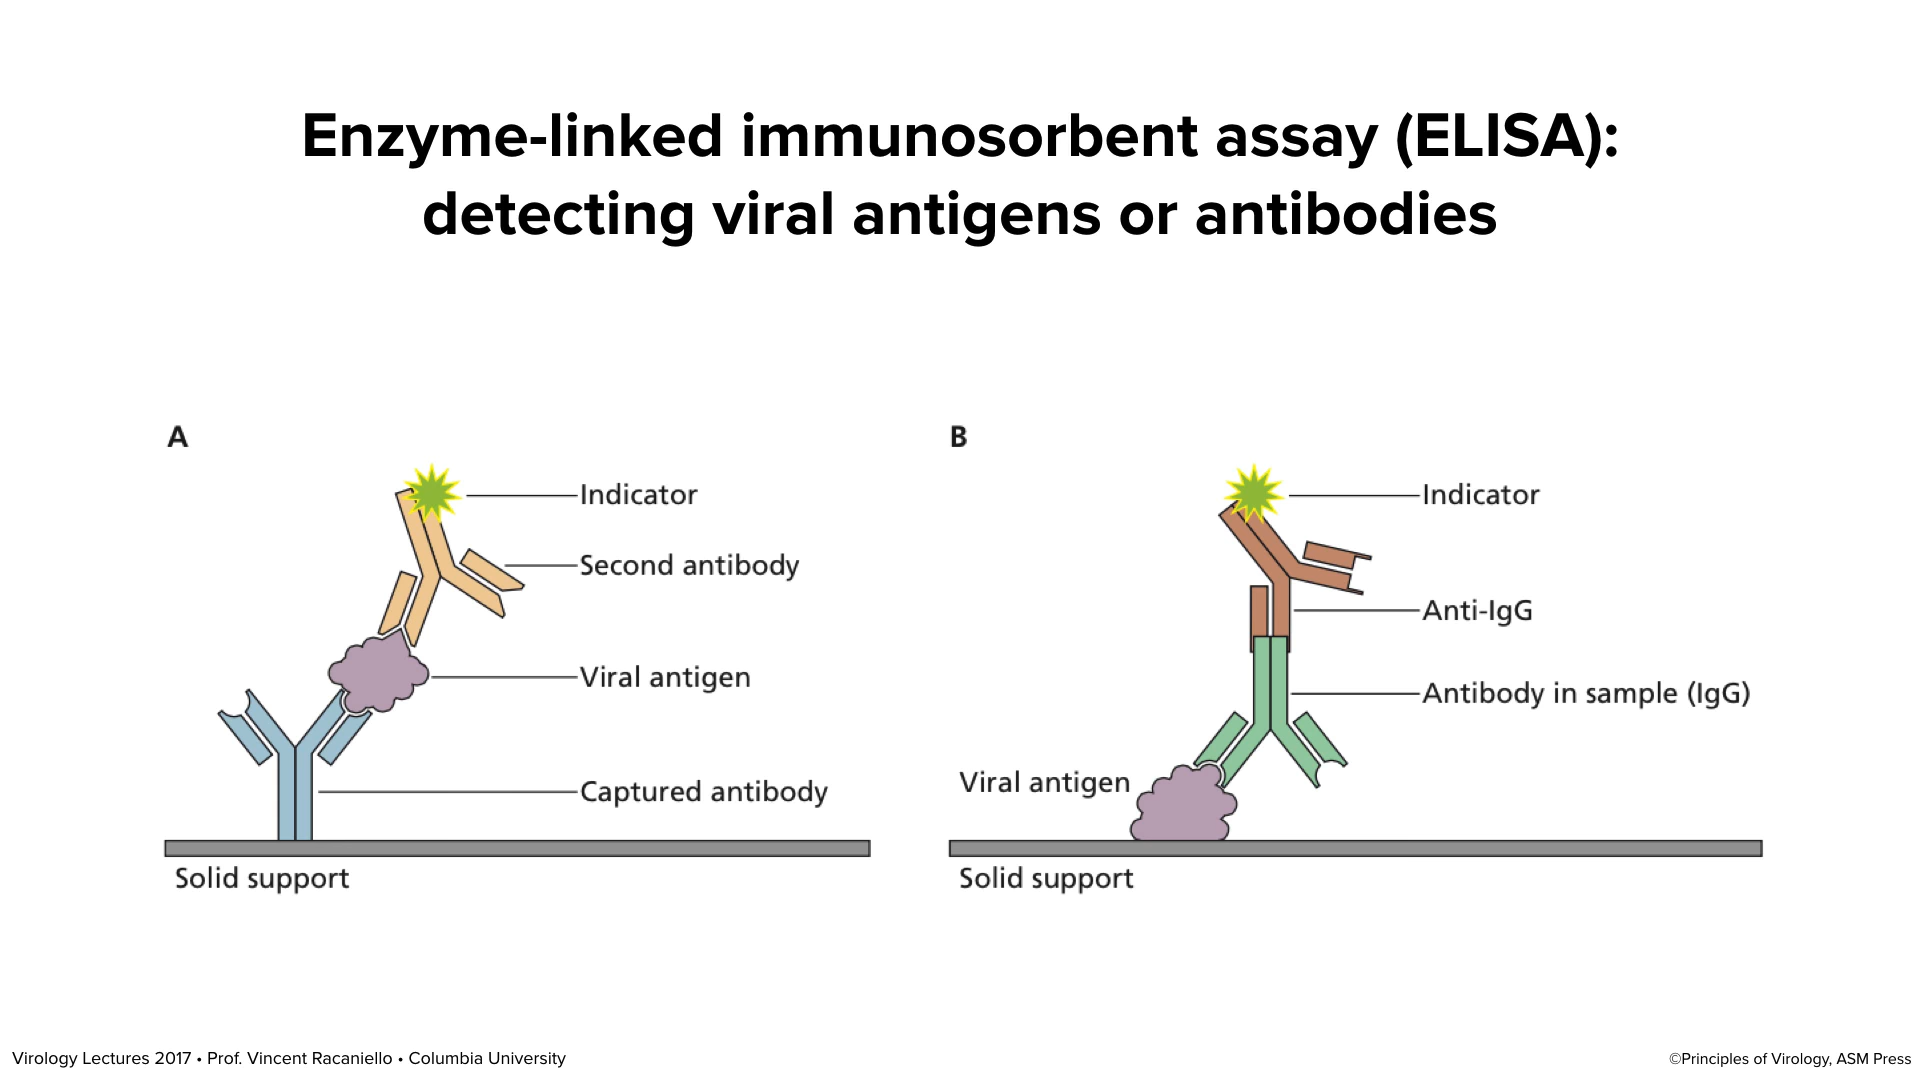 Enzyme-linked immunosorbent assay (ELISA):
detecting viral antigens or antibodies
A
Indicator
Second antibody
Viral antigen
Captured antibody
Solid support
B
Indicator
Anti-IgG
Antibody in sample (IgG)
Viral antigen
Solid support
Virology Lectures 2017 • Prof. Vincent Racaniello • Columbia University
©Principles of Virology, ASM Press